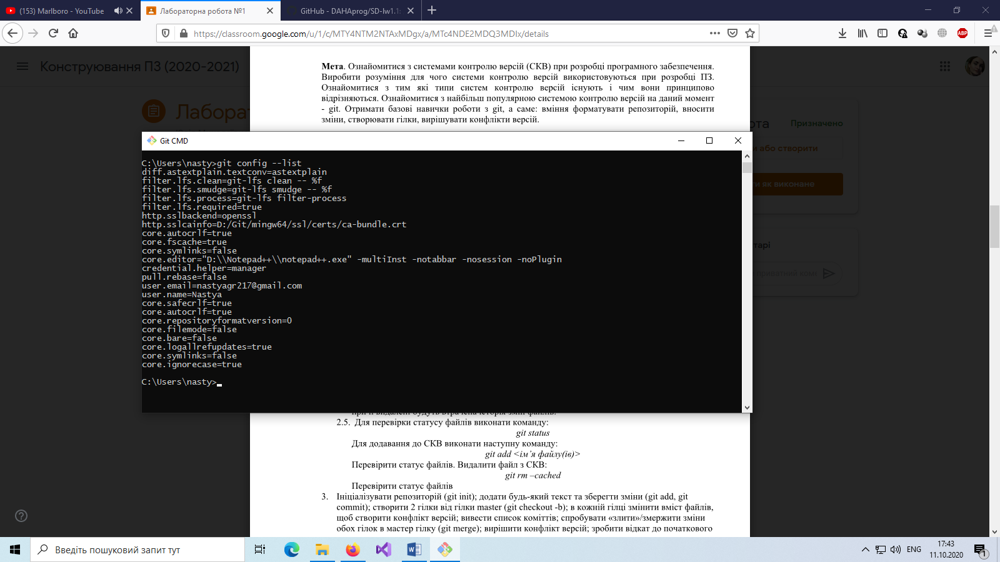 (153) Marlboro - YouTube
Лабораторна робота №1
GitHub - DAHAprog/SD-lw1.1:
https://classroom.google.com/u/1/c/MTY4NTM2NTAxMDgx/a/MTc4NDE2MDQ3MDIx/details
ABP
Конструювання ПЗ (2020-2021)
Мета. Ознайомитися з системами контролю версій (СКВ) при розробці програмного забезпечення.
Виробити розуміння для чого системи контролю версій використовуються при розробці ПЗ.
Ознайомитися з тим які типи систем контролю версій існують і чим вони принципово
відрізняються. Ознайомитися з найбільш популярною системою контролю версій на даний момент
- git. Отримати базові навички роботи з git, а саме: вміння форматувати репозиторій, вносити
зміни, створювати гілки, вирішувати конфлікти версій.
Лаборат
ота
Призначено
и або створити
ти як виконане
тарі
приватний коме
Git CMD
C:\Users\nasty>git config --list
diff.astextplain.textconv=astextplain
filter.lfs.clean=git-lfs clean -- %f
filter.lfs.smudge=git-lfs smudge -- %f
filter.lfs.process=git-lfs filter-process
filter.lfs.required=true
http.sslbackend=openssl
http.sslcainfo=D:/Git/mingw64/ssl/certs/ca-bundle.crt
core.autocrlf=true
core.fscache=true
core.symlinks=false
core.editor="D:\\Notepad++\\notepad++.exe" -multiInst -notabbar -nosession -noPlugin
credential.helper=manager
pull.rebase=false
user.email=nastyagr217@gmail.com
user.name=Nastya
core.safecrlf=true
core.autocrlf=true
core.repositoryformatversion=0
core.filemode=false
core.bare=false
core.logallrefupdates=true
core.symlinks=false
core.ignorecase=true
C:\Users\nasty>
при її видалені будуть втрачена історія змін файлів.
2.5. Для перевірки статусу файлів виконати команду:
git status
Для додавання до СКВ виконати наступну команду:
git add <ім’я файлу(ів)>
Перевірити статус файлів. Видалити файл з СКВ:
git rm –cached
Перевірити статус файлів
3. Ініціалізувати репозиторій (git init); додати будь-який текст та зберегти зміни (git add, git
commit); створити 2 гілки від гілки master (git checkout -b); в кожній гілці змінити вміст файлів,
щоб створити конфлікт версій; вивести список коміттів; спробувати «злити»/змержити зміни
обох гілок в мастер гілку (git merge); вирішити конфлікт версій; зробити відкат до початкового
Введіть пошуковий запит тут
ENG
17:43
11.10.2020
1